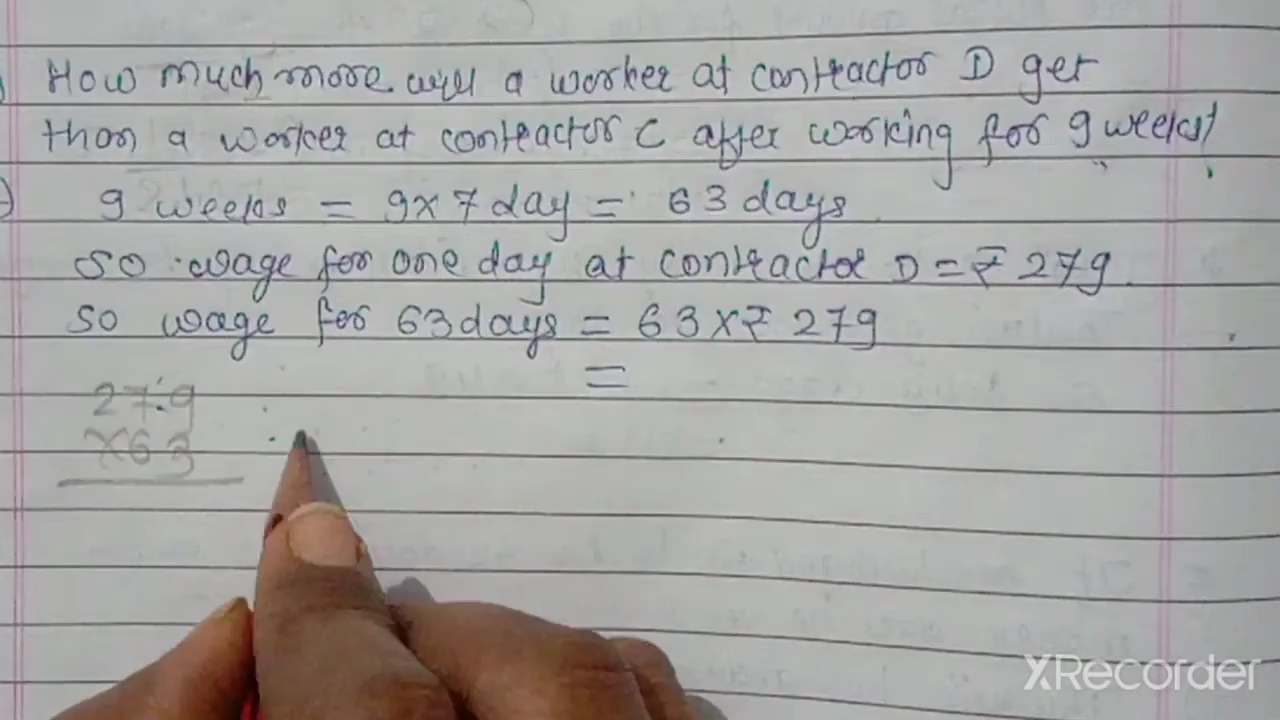 How much more will a worker at contractor D get
than a worker at contractor C after working for 9 weeks?
9 weeks = 9x 7 day = 63 days
so wage for one day at contractor D = ₹ 279
so wage for 63 days = 63 x ₹ 279
=
279
x63
XRecorder